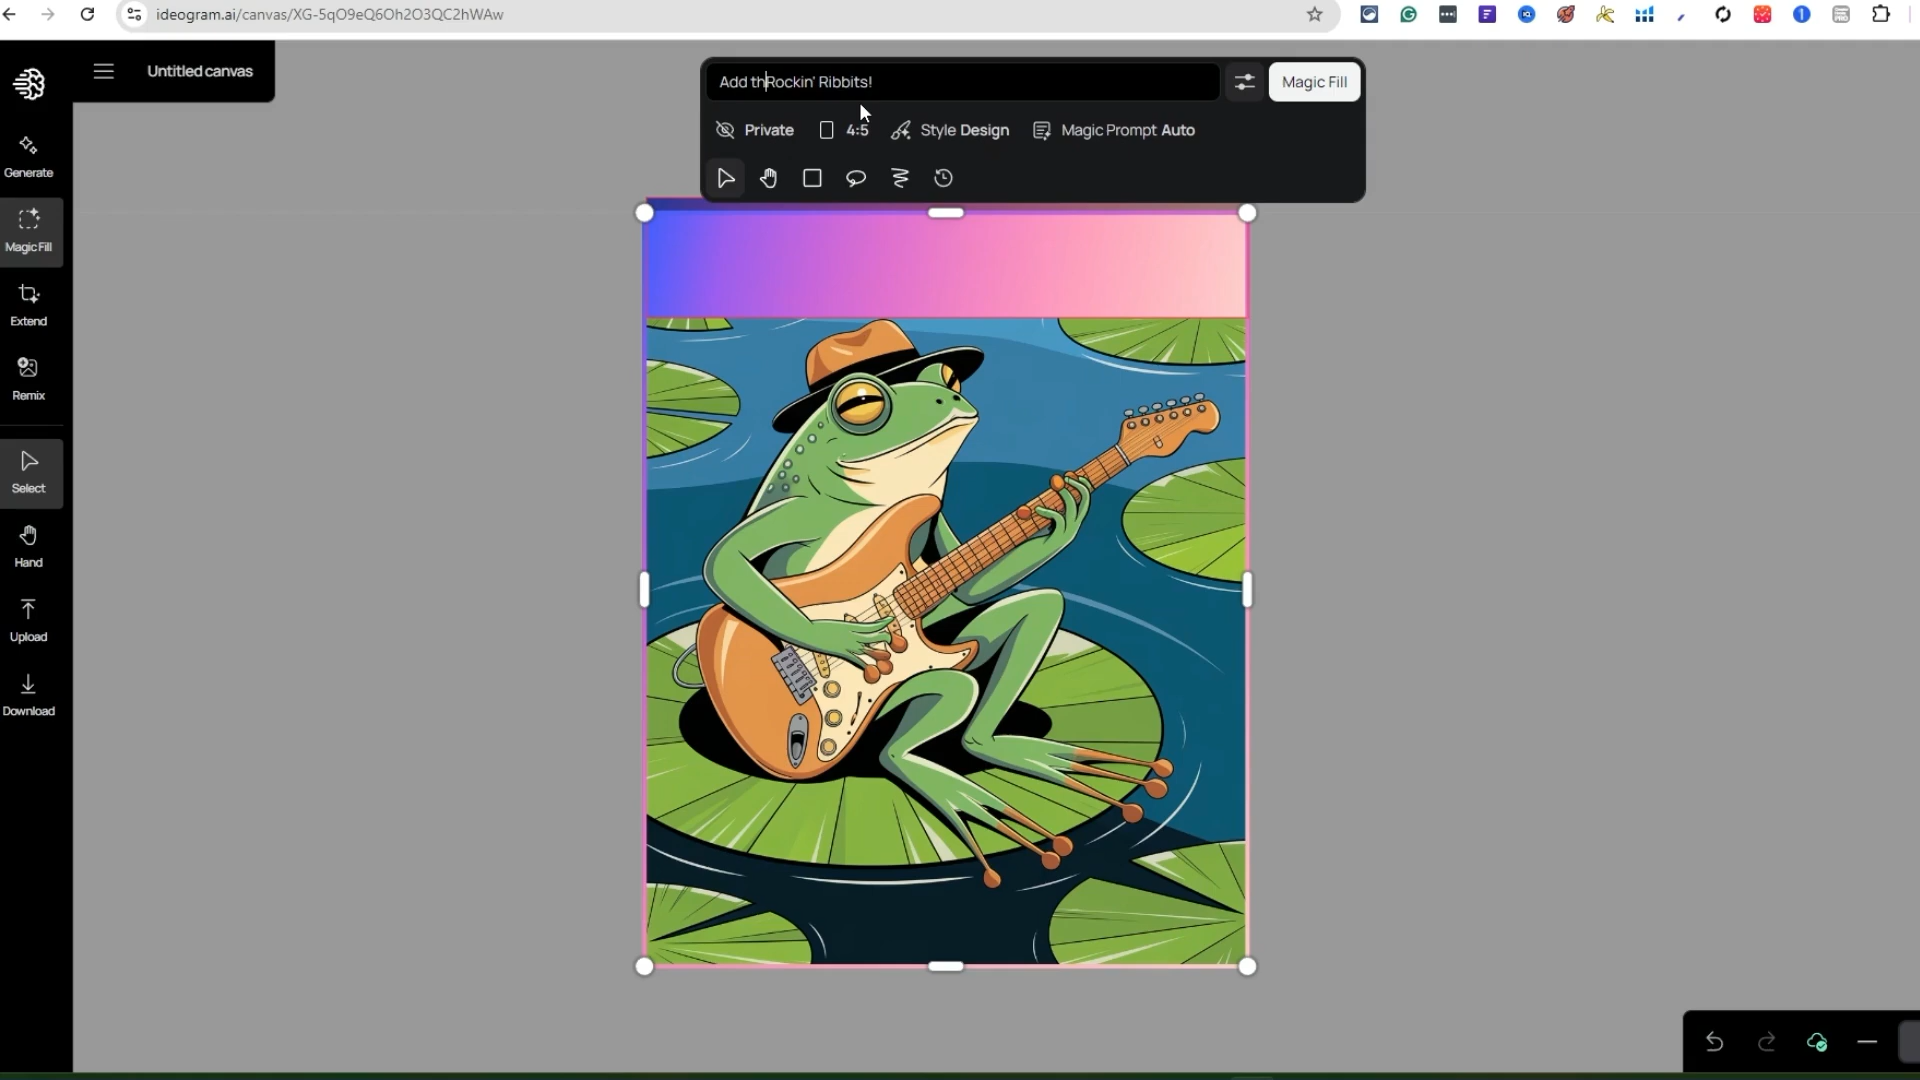 ideogram.ai/canvas/XG-5qO9eQ6Oh2O3QC2hWAw
Untitled canvas
Add thRockin' Ribbits!
Magic Fill
Private
4:5
Style Design
Magic Prompt Auto
Generate
Magic Fill
Extend
Remix
Select
Hand
Upload
Download